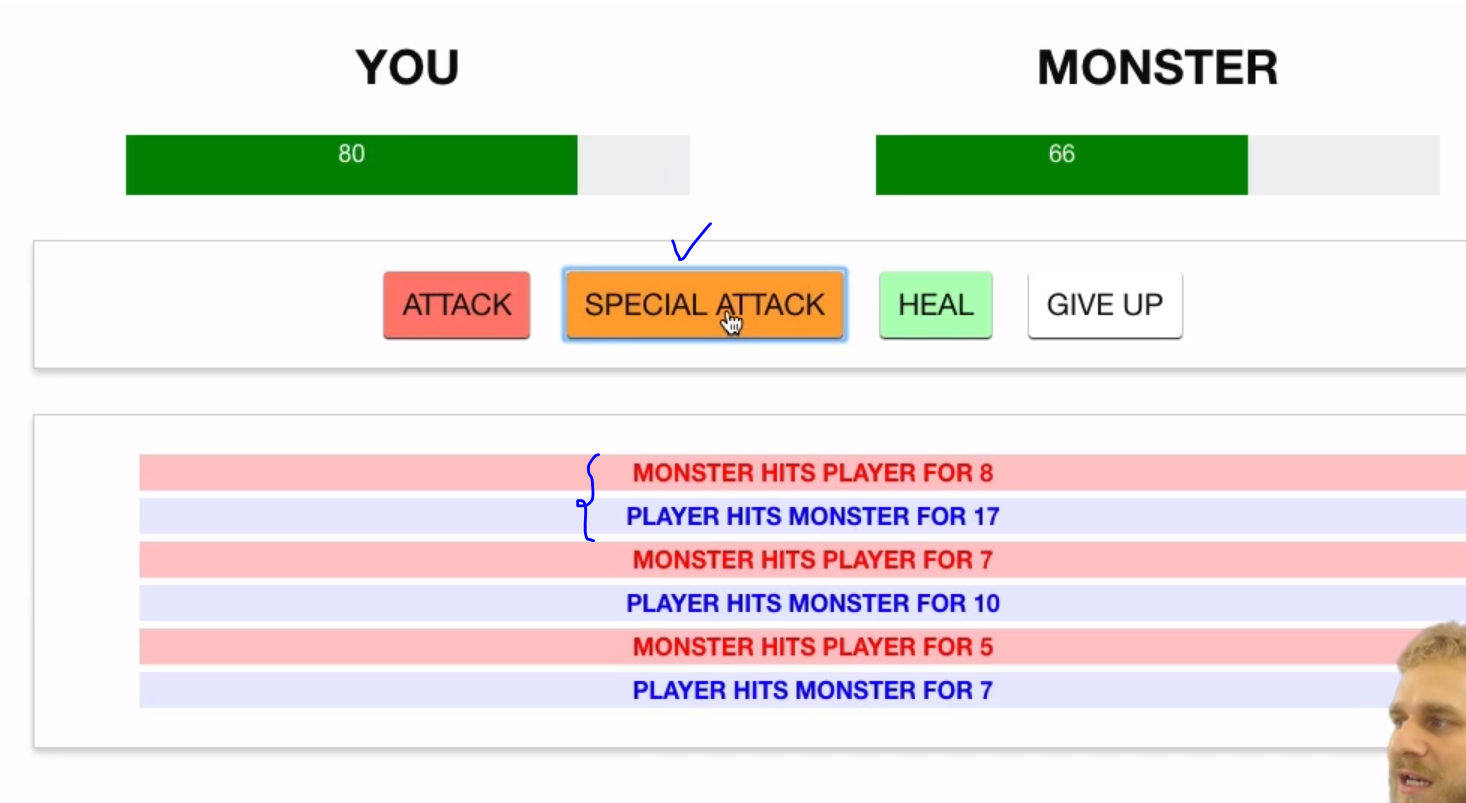 YOU MONSTER
80 66
ATTACK SPECIAL ATTACK HEAL GIVE UP
MONSTER HITS PLAYER FOR 8
PLAYER HITS MONSTER FOR 17
MONSTER HITS PLAYER FOR 7
PLAYER HITS MONSTER FOR 10
MONSTER HITS PLAYER FOR 5
PLAYER HITS MONSTER FOR 7